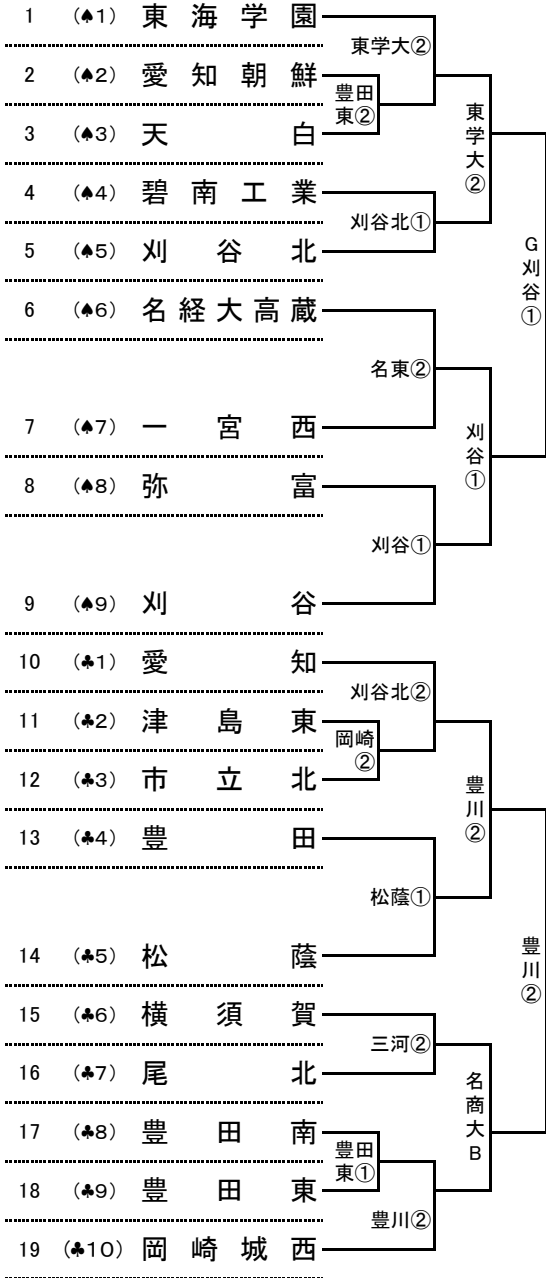 1 (♠1) 東海学園
東学大②
2 (♠2) 愛知朝鮮
豊田東②
3 (♠3) 天白
東学大②
4 (♠4) 碧南工業
刈谷北①
5 (♠5) 刈谷北
G刈谷①
6 (♠6) 名経大高蔵
名東②
7 (♠7) 一宮西
刈谷①
8 (♠8) 弥富
刈谷①
9 (♠9) 刈谷
10 (♣1) 愛知
刈谷北②
11 (♣2) 津島東
岡崎②
12 (♣3) 市立北
豊川②
13 (♣4) 豊田
松蔭①
14 (♣5) 松蔭
豊川②
15 (♣6) 横須賀
三河②
16 (♣7) 尾北
名商大B
17 (♣8) 豊田南
豊田東①
18 (♣9) 豊田東
豊川②
19 (♣10) 岡崎城西